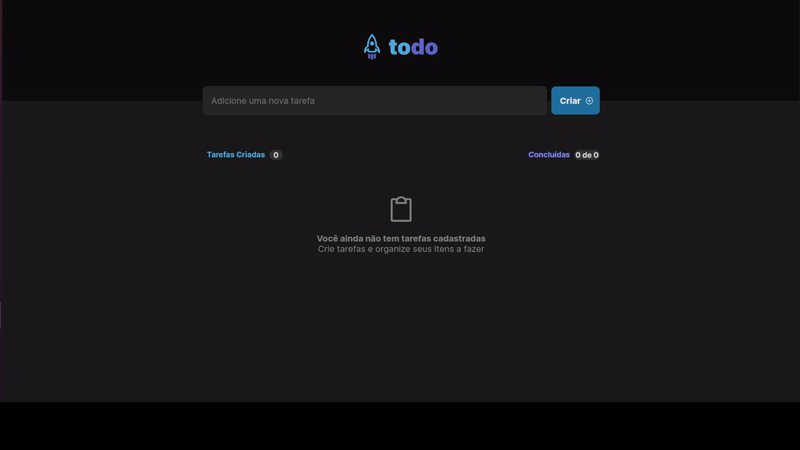 todo
Adicione uma nova tarefa
Criar
Tarefas Criadas 0
Concluídas 0 de 0
Você ainda não tem tarefas cadastradas
Crie tarefas e organize seus itens a fazer